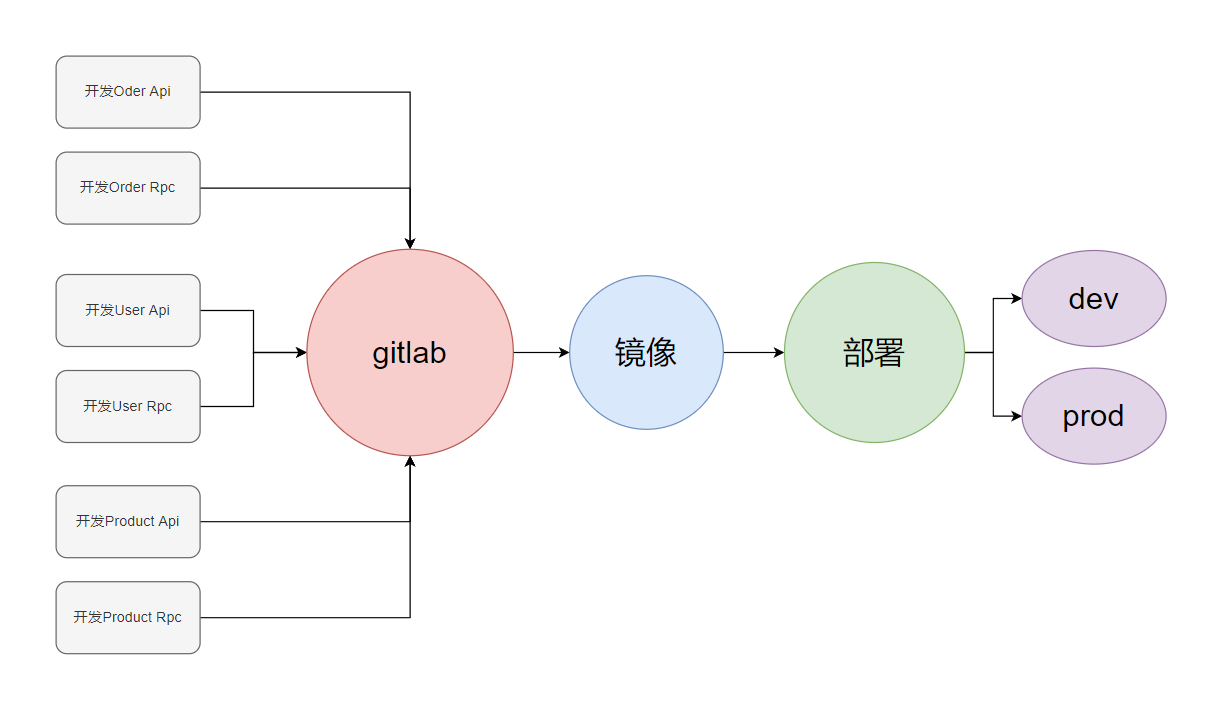 开发Oder Api
开发Order Rpc
开发User Api
开发User Rpc
开发Product Api
开发Product Rpc
gitlab
镜像
部署
dev
prod